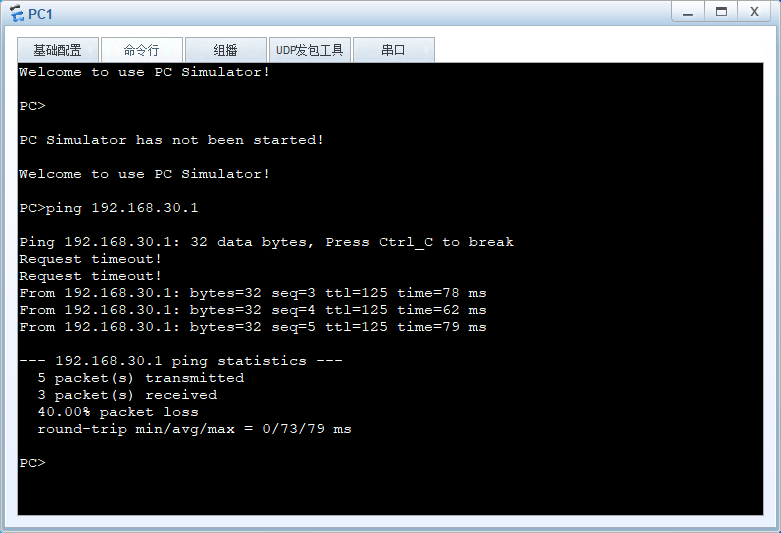 PC1
基础配置 命令行 组播 UDP发包工具 串口
Welcome to use PC Simulator!
PC>
PC Simulator has not been started!
Welcome to use PC Simulator!
PC>ping 192.168.30.1
Ping 192.168.30.1: 32 data bytes, Press Ctrl_C to break
Request timeout!
Request timeout!
From 192.168.30.1: bytes=32 seq=3 ttl=125 time=78 ms
From 192.168.30.1: bytes=32 seq=4 ttl=125 time=62 ms
From 192.168.30.1: bytes=32 seq=5 ttl=125 time=79 ms
--- 192.168.30.1 ping statistics ---
5 packet(s) transmitted
3 packet(s) received
40.00% packet loss
round-trip min/avg/max = 0/73/79 ms
PC>